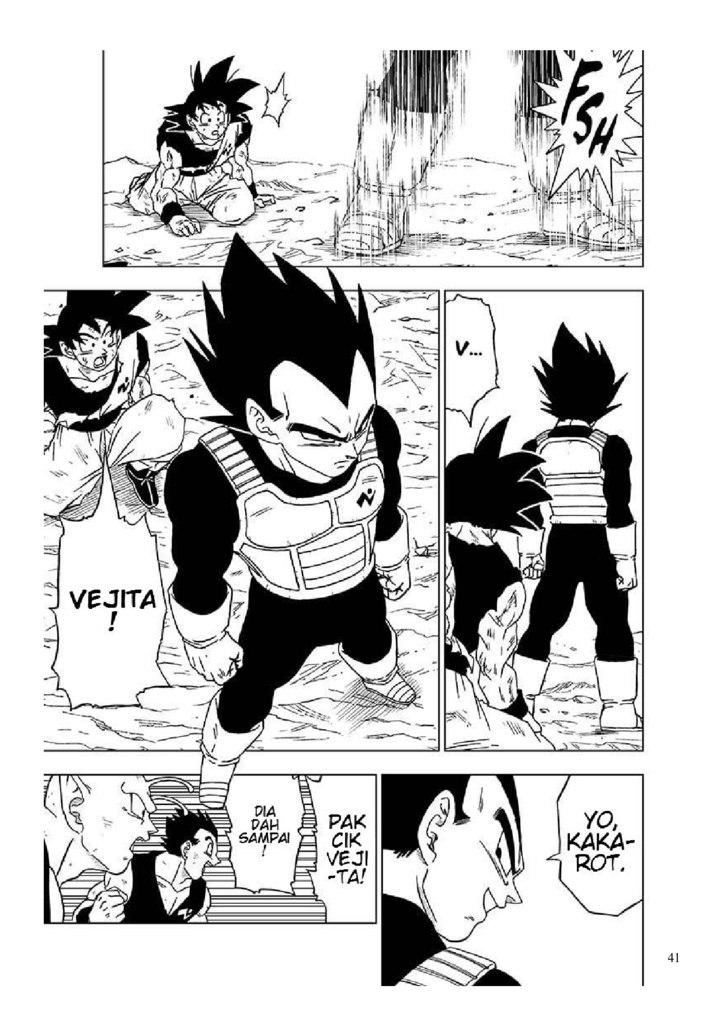 FSH
V...
VEJITA
!
YO,
KAKA-
ROT.
PAK
CIK
VEJI
-TA!
DIA
DAH
SAMPAI
!
41